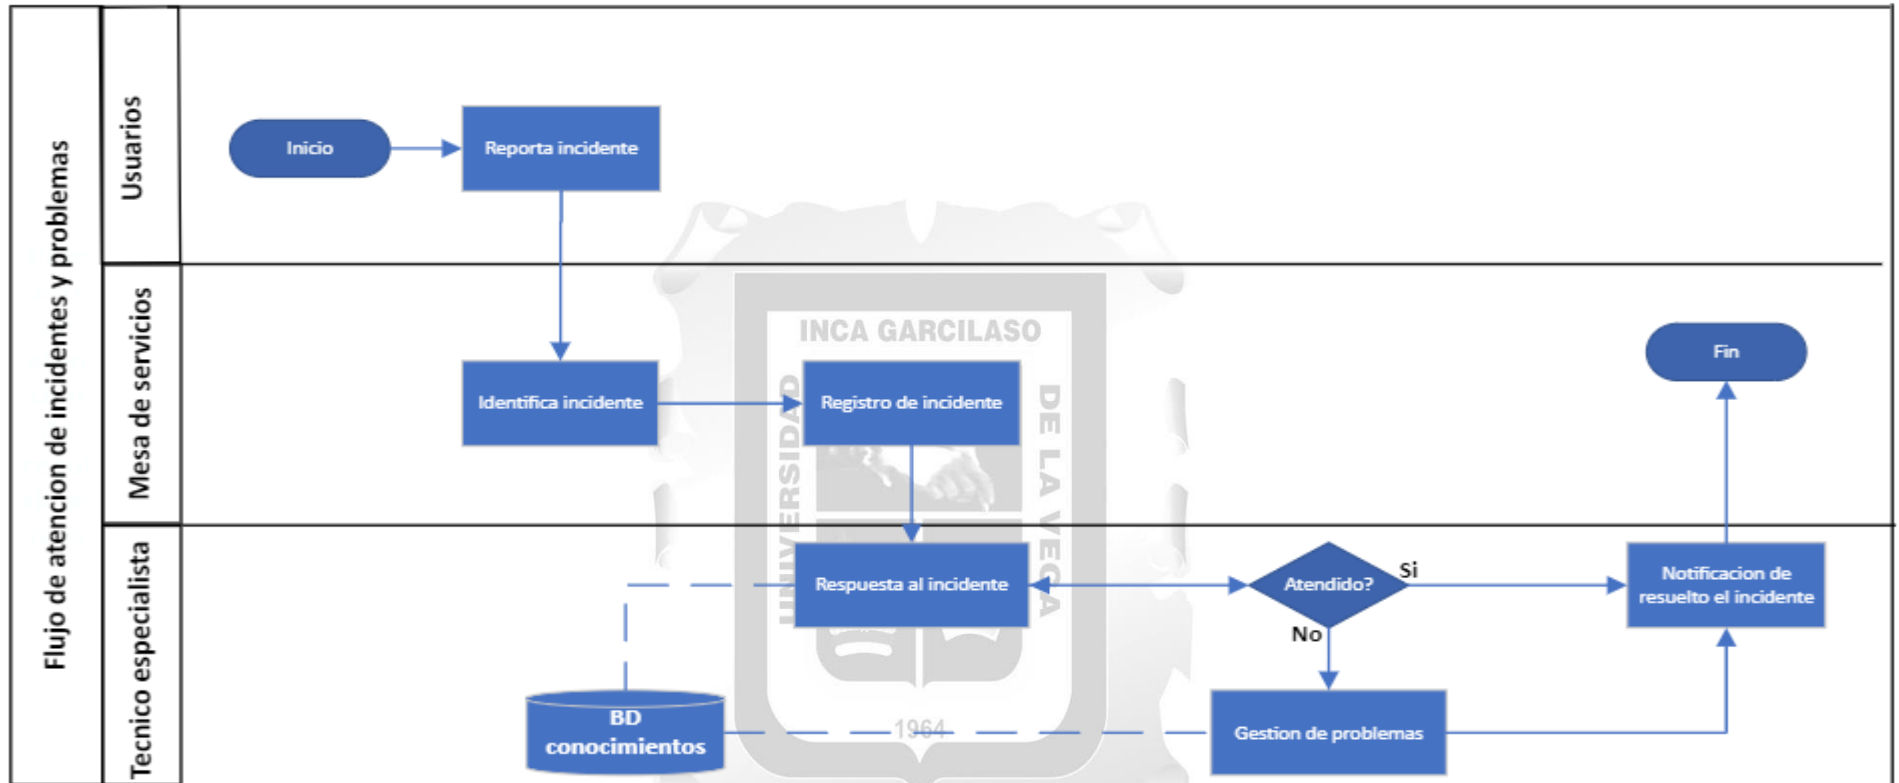 Flujo de atencion de incidentes y problemas
Usuarios
Inicio
Reporta incidente
Mesa de servicios
Identifica incidente
Registro de incidente
Fin
Tecnico especialista
Respuesta al incidente
Atendido?
Si
No
Notificacion de
resuelto el incidente
BD
conocimientos
Gestion de problemas
UNIVERSIDAD
INCA GARCILASO
DE LA VEGA
1964